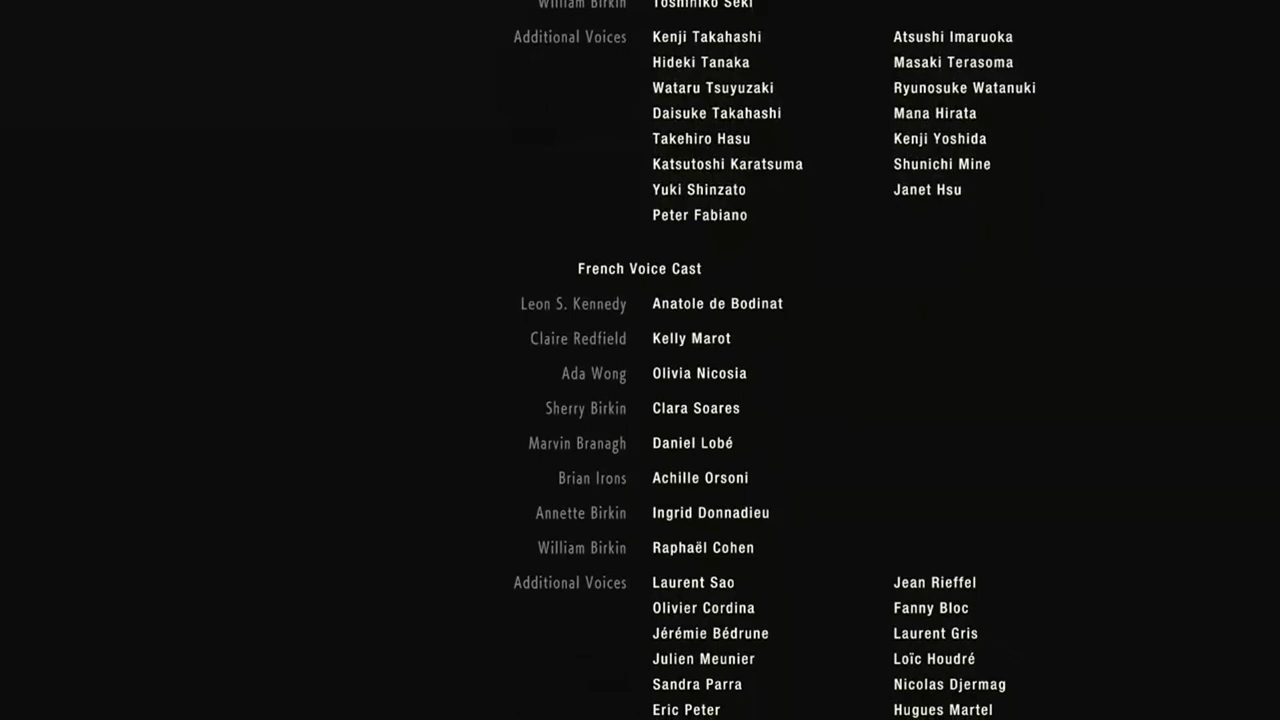 William Birkin Toshihiko Seki
Additional Voices Kenji Takahashi Atsushi Imaruoka
Hideki Tanaka Masaki Terasoma
Wataru Tsuyuzaki Ryunosuke Watanuki
Daisuke Takahashi Mana Hirata
Takehiro Hasu Kenji Yoshida
Katsutoshi Karatsuma Shunichi Mine
Yuki Shinzato Janet Hsu
Peter Fabiano
French Voice Cast
Leon S. Kennedy Anatole de Bodinat
Claire Redfield Kelly Marot
Ada Wong Olivia Nicosia
Sherry Birkin Clara Soares
Marvin Branagh Daniel Lobé
Brian Irons Achille Orsoni
Annette Birkin Ingrid Donnadieu
William Birkin Raphaël Cohen
Additional Voices Laurent Sao Jean Rieffel
Olivier Cordina Fanny Bloc
Jérémie Bédrune Laurent Gris
Julien Meunier Loïc Houdré
Sandra Parra Nicolas Djermag
Eric Peter Hugues Martel